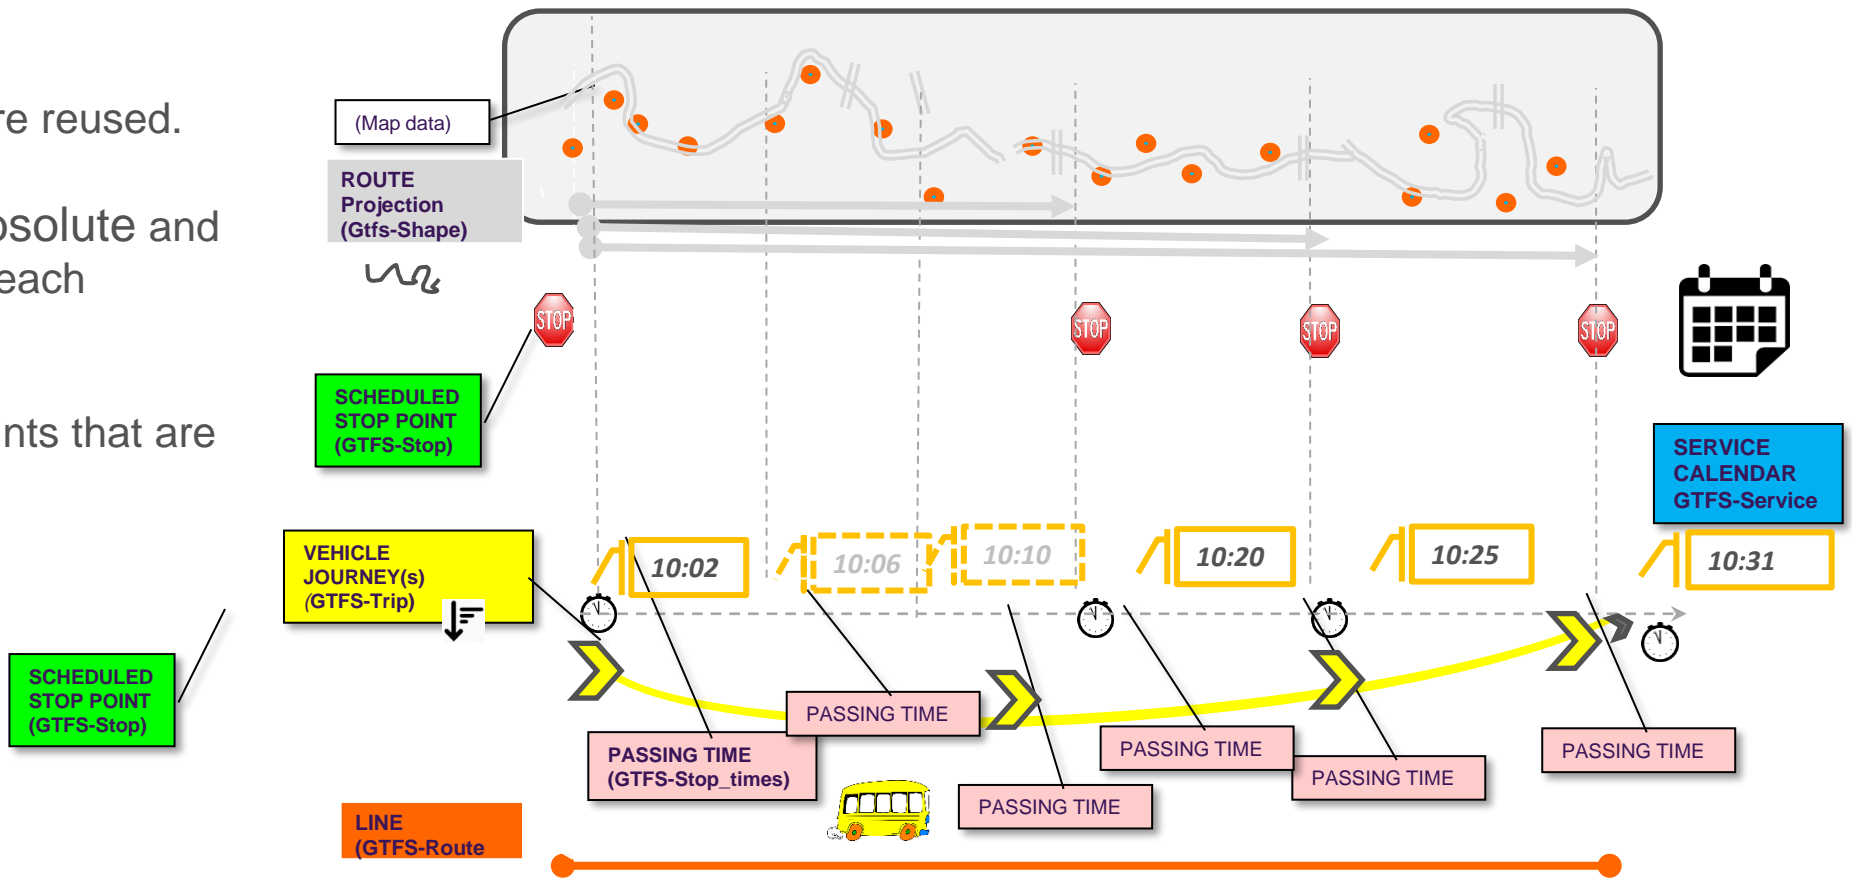 re reused.
bsolute and
each
nts that are
(Map data)
ROUTE
Projection
(Gtfs-Shape)
STOP
STOP
STOP
STOP
SCHEDULED
STOP POINT
(GTFS-Stop)
SERVICE
CALENDAR
GTFS-Service
VEHICLE
JOURNEY(s)
(GTFS-Trip)
10:02
10:06
10:10
10:20
10:25
10:31
SCHEDULED
STOP POINT
(GTFS-Stop)
PASSING TIME
PASSING TIME
(GTFS-Stop_times)
PASSING TIME
PASSING TIME
PASSING TIME
PASSING TIME
LINE
(GTFS-Route